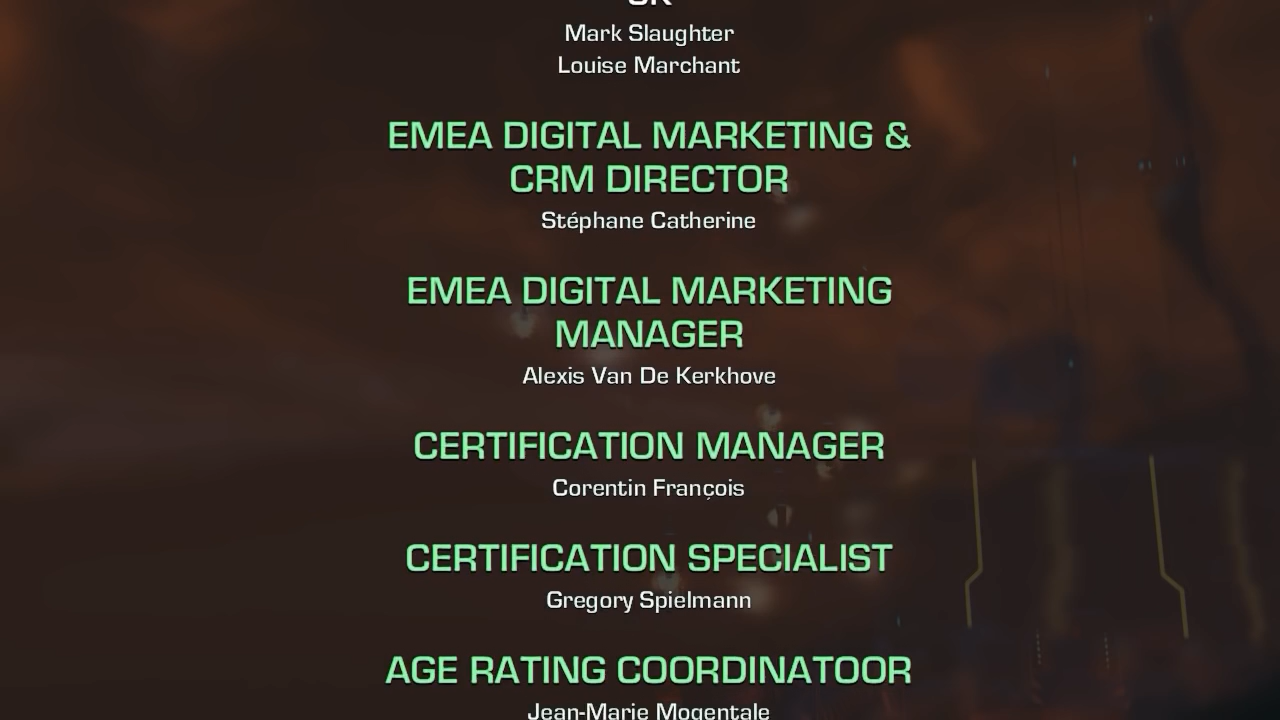 UK
Mark Slaughter
Louise Marchant
EMEA DIGITAL MARKETING &
CRM DIRECTOR
Stéphane Catherine
EMEA DIGITAL MARKETING
MANAGER
Alexis Van De Kerkhove
CERTIFICATION MANAGER
Corentin François
CERTIFICATION SPECIALIST
Gregory Spielmann
AGE RATING COORDINATOOR
Jean-Marie Mogentale